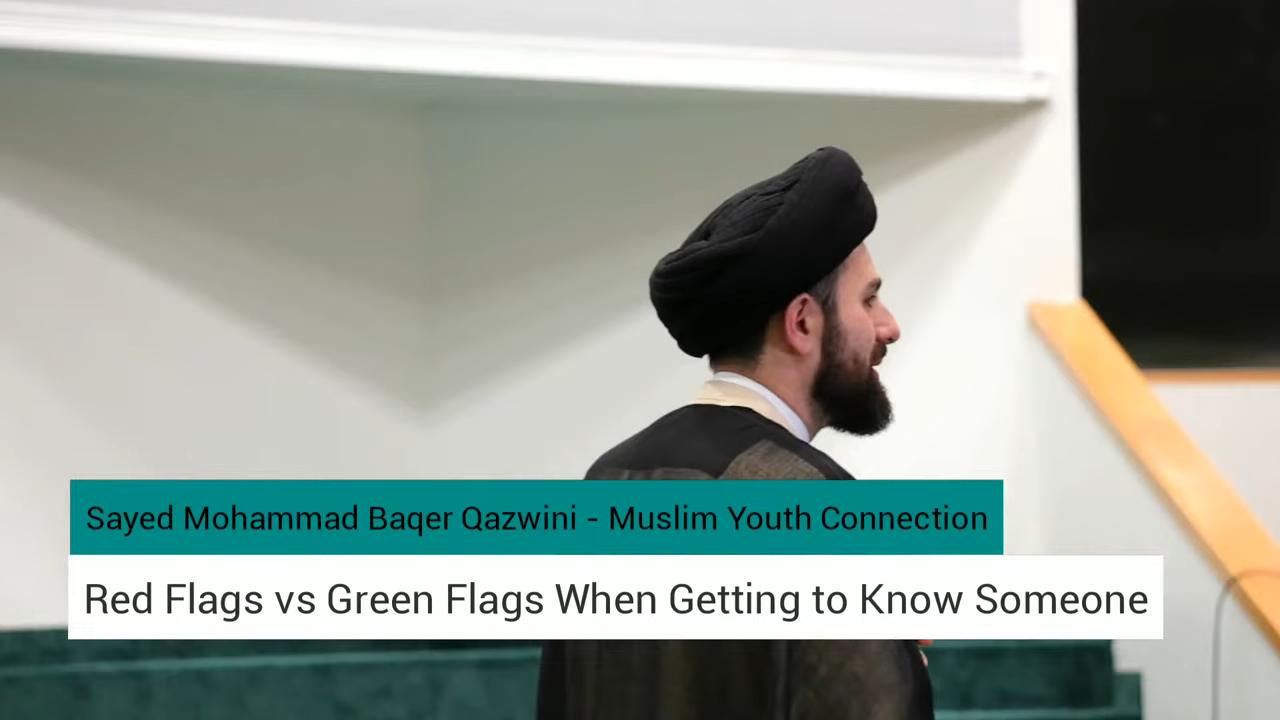 Sayed Mohammad Baqer Qazwini - Muslim Youth Connection
Red Flags vs Green Flags When Getting to Know Someone